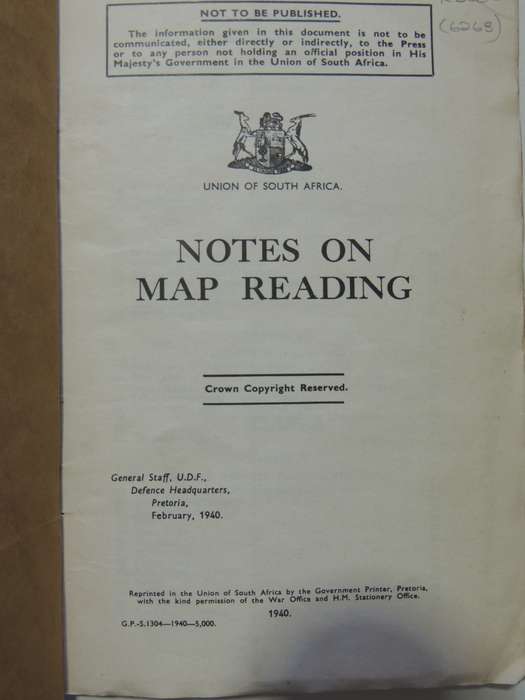 NOT TO BE PUBLISHED.
The information given in this document is not to be
communicated, either directly or indirectly, to the Press
or to any person not holding an official position in His
Majesty's Government in the Union of South Africa.
(6269)
UNION OF SOUTH AFRICA.
NOTES ON
MAP READING
Crown Copyright Reserved.
General Staff, U.D.F.,
Defence Headquarters,
Pretoria,
February, 1940.
Reprinted in the Union of South Africa by the Government Printer, Pretoria,
with the kind permission of the War Office and H.M. Stationery Office.
1940.
G.P.-S.1304—1940—5,000.